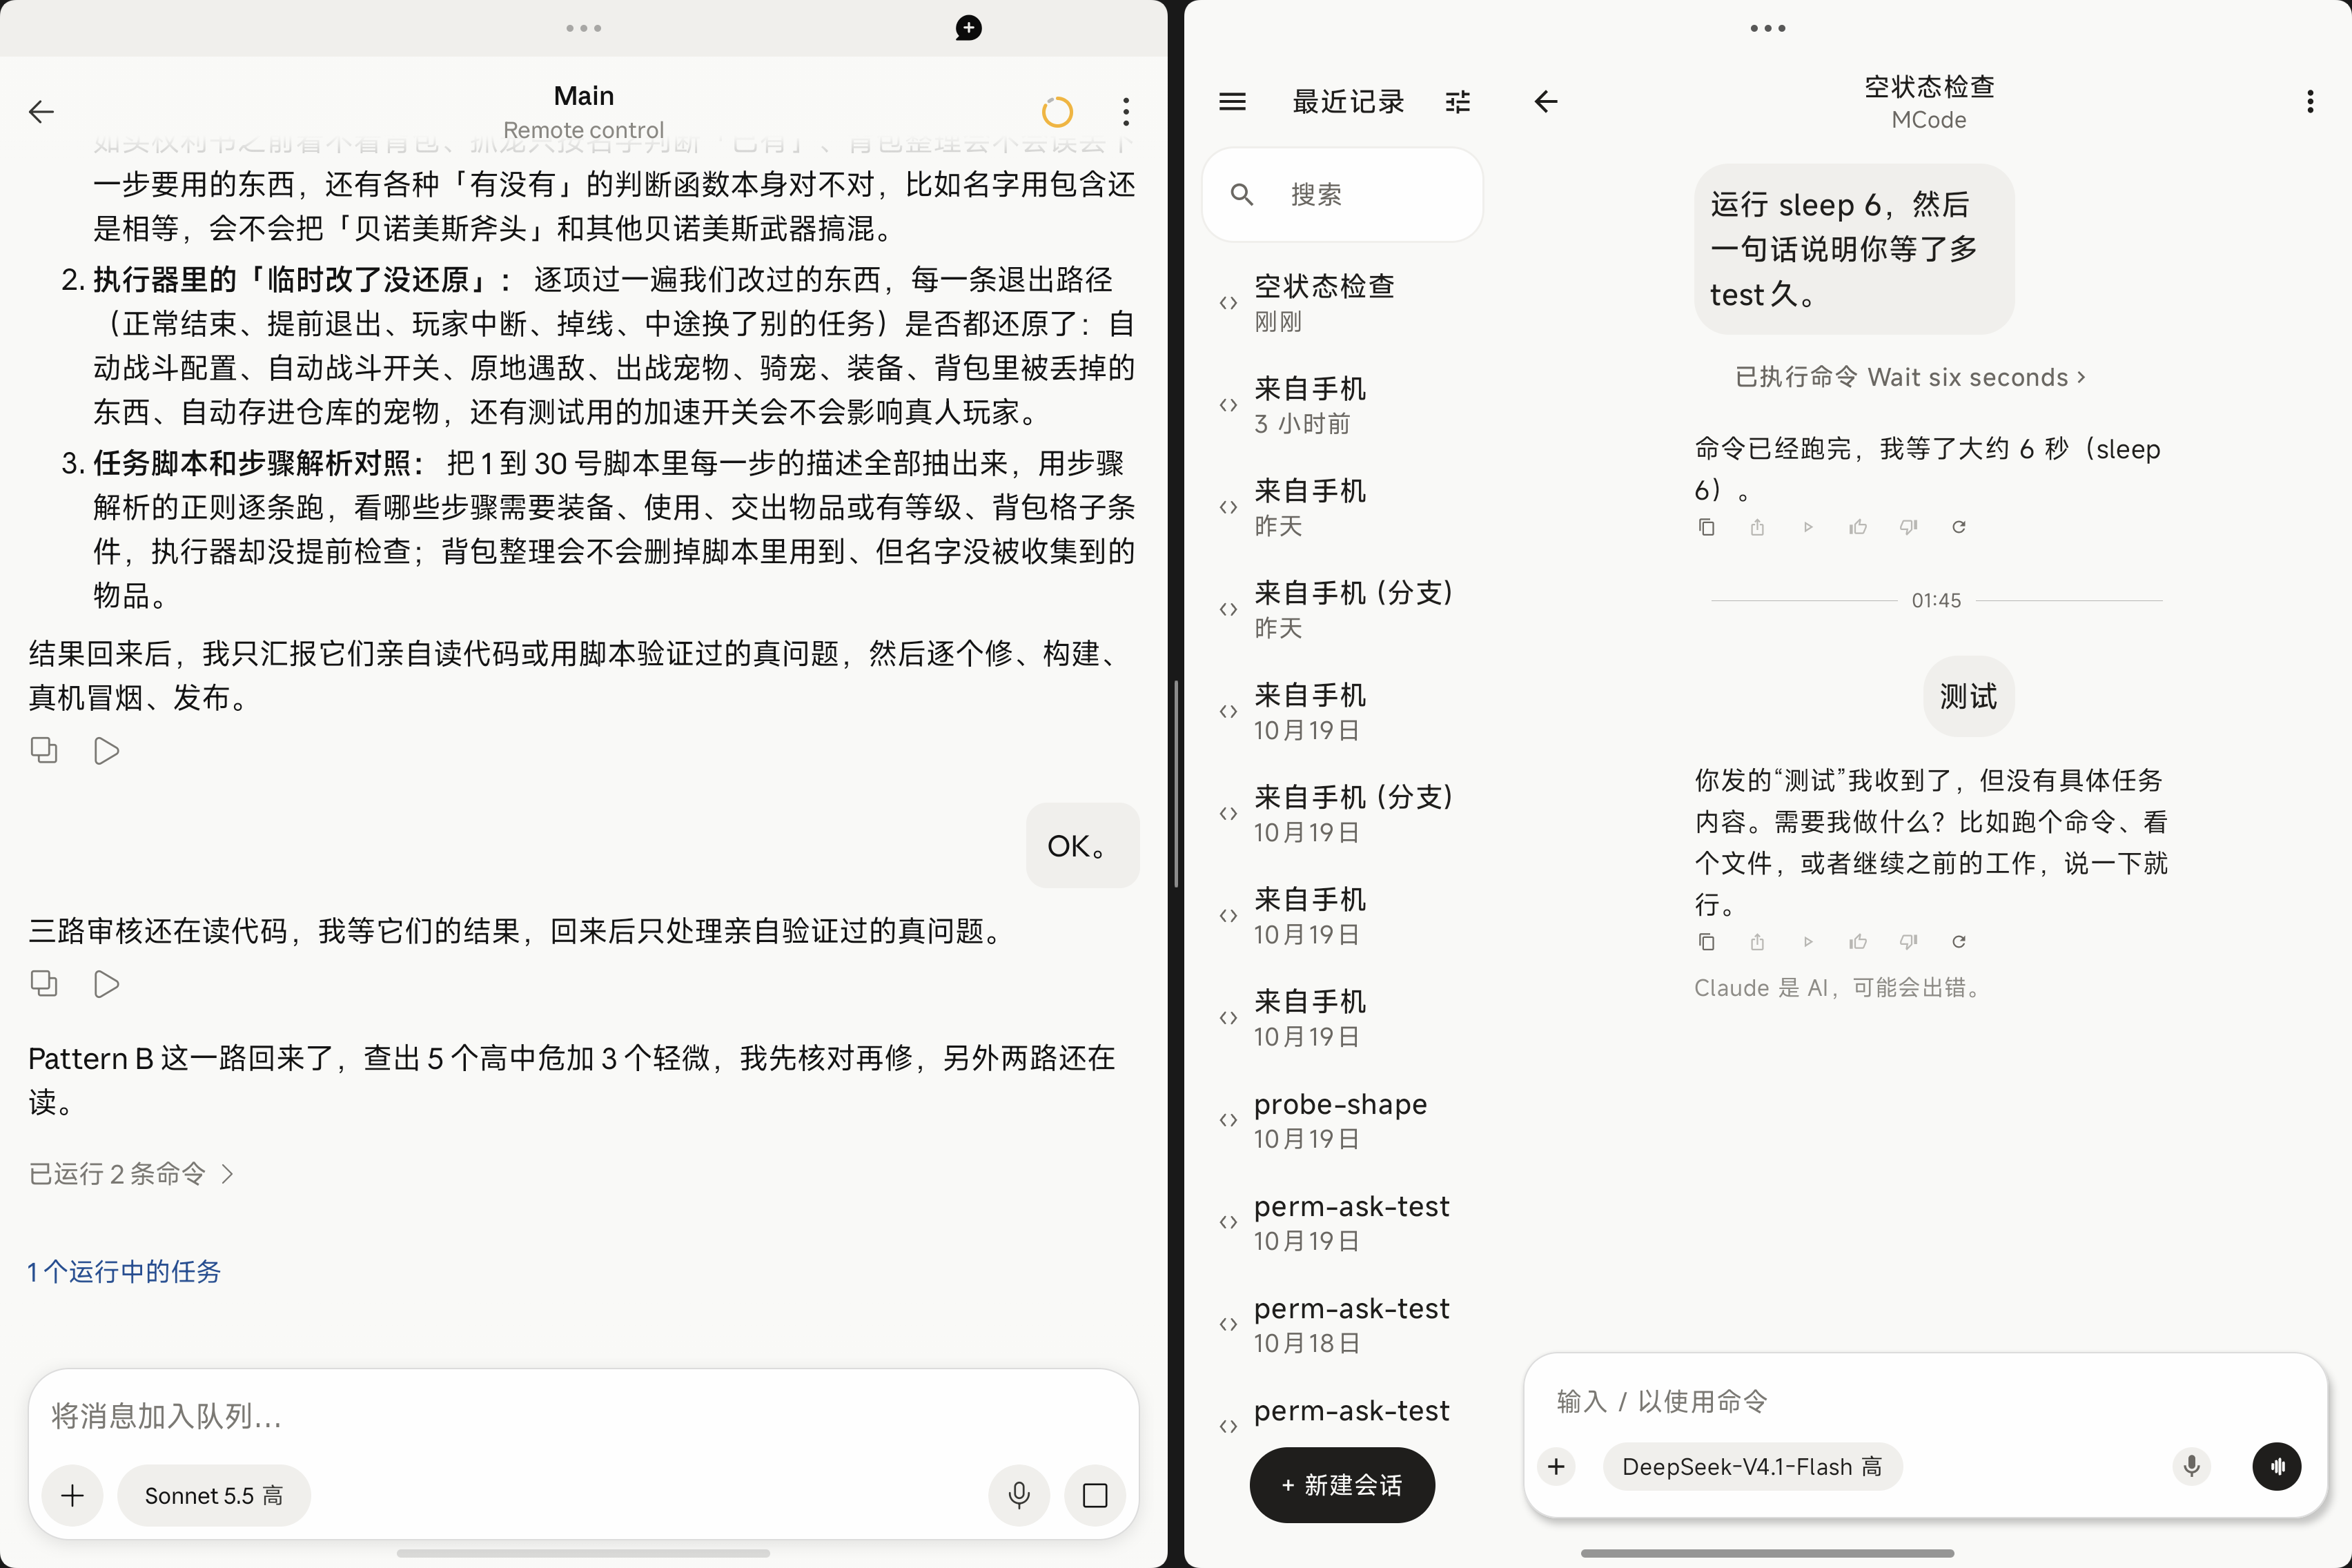 Main
Remote control
一步要用的东西，还有各种「有没有」的判断函数本身对不对，比如名字用包含还
是相等，会不会把「贝诺美斯斧头」和其他贝诺美斯武器搞混。
2. 执行器里的「临时改了没还原」： 逐项过一遍我们改过的东西，每一条退出路径
（正常结束、提前退出、玩家中断、掉线、中途换了别的任务）是否都还原了：自
动战斗配置、自动战斗开关、原地遇敌、出战宠物、骑宠、装备、背包里被丢掉的
东西、自动存进仓库的宠物，还有测试用的加速开关会不会影响真人玩家。
3. 任务脚本和步骤解析对照： 把 1 到 30 号脚本里每一步的描述全部抽出来，用步骤
解析的正则逐条跑，看哪些步骤需要装备、使用、交出物品或有等级、背包格子条
件，执行器却没提前检查；背包整理会不会删掉脚本里用到、但名字没被收集到的
物品。
结果回来后，我只汇报它们亲自读代码或用脚本验证过的真问题，然后逐个修、构建、
真机冒烟、发布。
OK。
三路审核还在读代码，我等它们的结果，回来后只处理亲自验证过的真问题。
Pattern B 这一路回来了，查出 5 个高中危加 3 个轻微，我先核对再修，另外两路还在
读。
已运行 2 条命令
1 个运行中的任务
将消息加入队列…
Sonnet 5.5 高
最近记录
搜索
空状态检查
刚刚
来自手机
3 小时前
来自手机
昨天
来自手机 (分支)
昨天
来自手机
10月19日
来自手机 (分支)
10月19日
来自手机
10月19日
来自手机
10月19日
probe-shape
10月19日
perm-ask-test
10月19日
perm-ask-test
10月18日
perm-ask-test
+ 新建会话
空状态检查
MCode
运行 sleep 6，然后
一句话说明你等了多
test 久。
已执行命令 Wait six seconds
命令已经跑完，我等了大约 6 秒（sleep
6）。
01:45
测试
你发的“测试”我收到了，但没有具体任务
内容。需要我做什么？比如跑个命令、看
个文件，或者继续之前的工作，说一下就
行。
Claude 是 AI，可能会出错。
输入 / 以使用命令
DeepSeek-V4.1-Flash 高